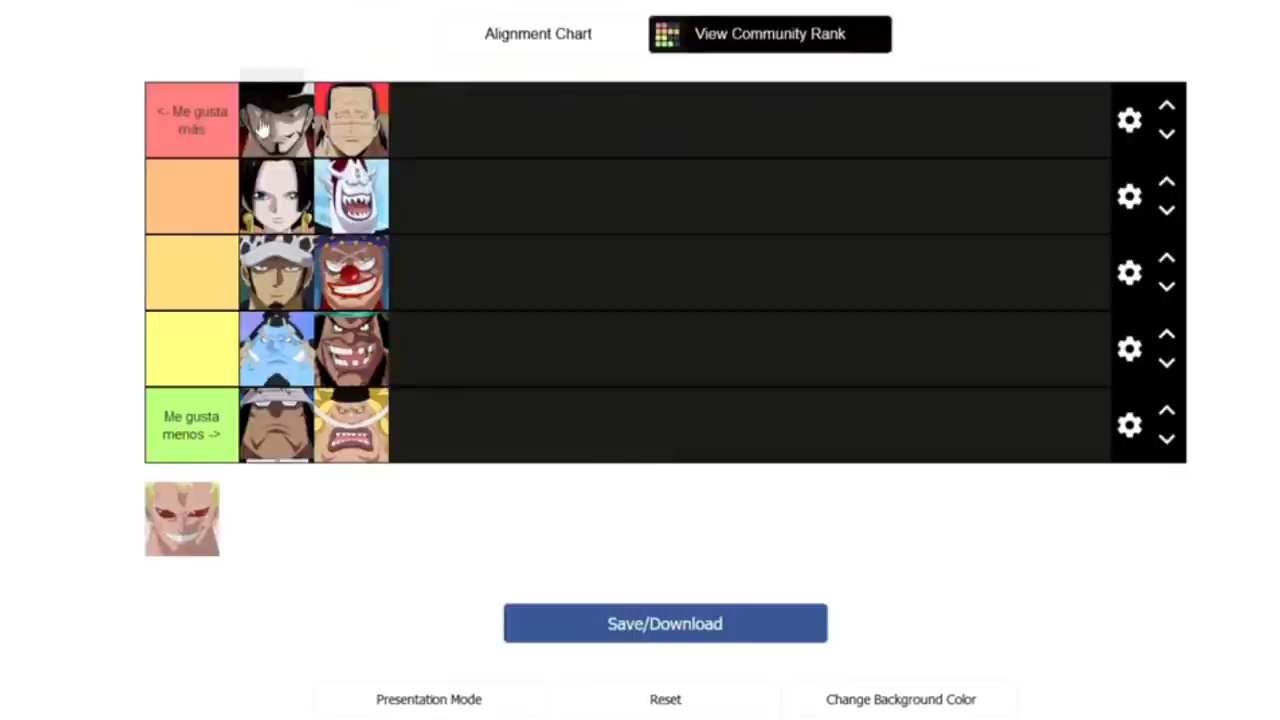 Alignment Chart
View Community Rank
<- Me gusta
más
Me gusta
menos ->
Save/Download
Presentation Mode
Reset
Change Background Color